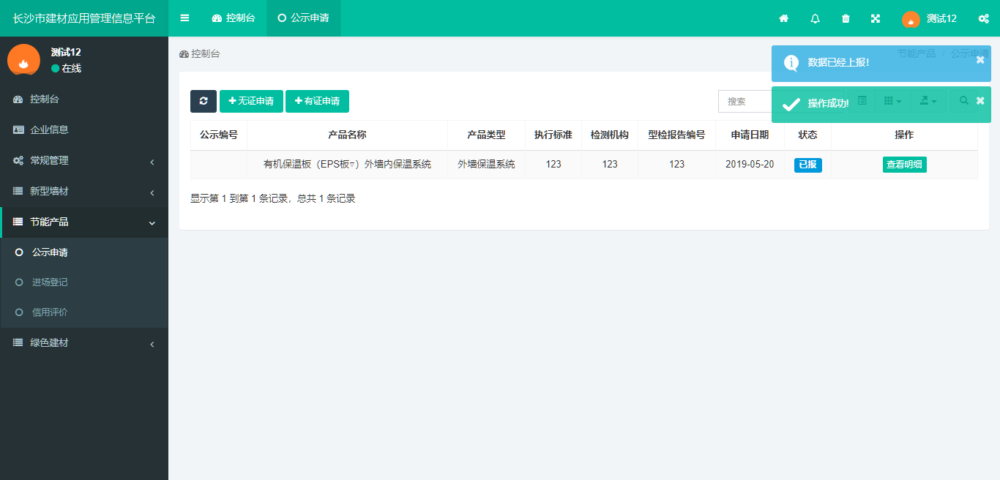 长沙市建材应用管理信息平台
控制台
公示申请
测试12
测试12
在线
控制台
企业信息
常规管理
新型墙材
节能产品
公示申请
进场登记
信用评价
绿色建材
控制台
节能产品 / 公示申请
数据已经上报!
操作成功!
无证申请 有证申请 搜索
公示编号 产品名称 产品类型 执行标准 检测机构 型检报告编号 申请日期 状态 操作
有机保温板（EPS板▿）外墙内保温系统 外墙保温系统 123 123 123 2019-05-20 已报 查看明细
显示第 1 到第 1 条记录，总共 1 条记录